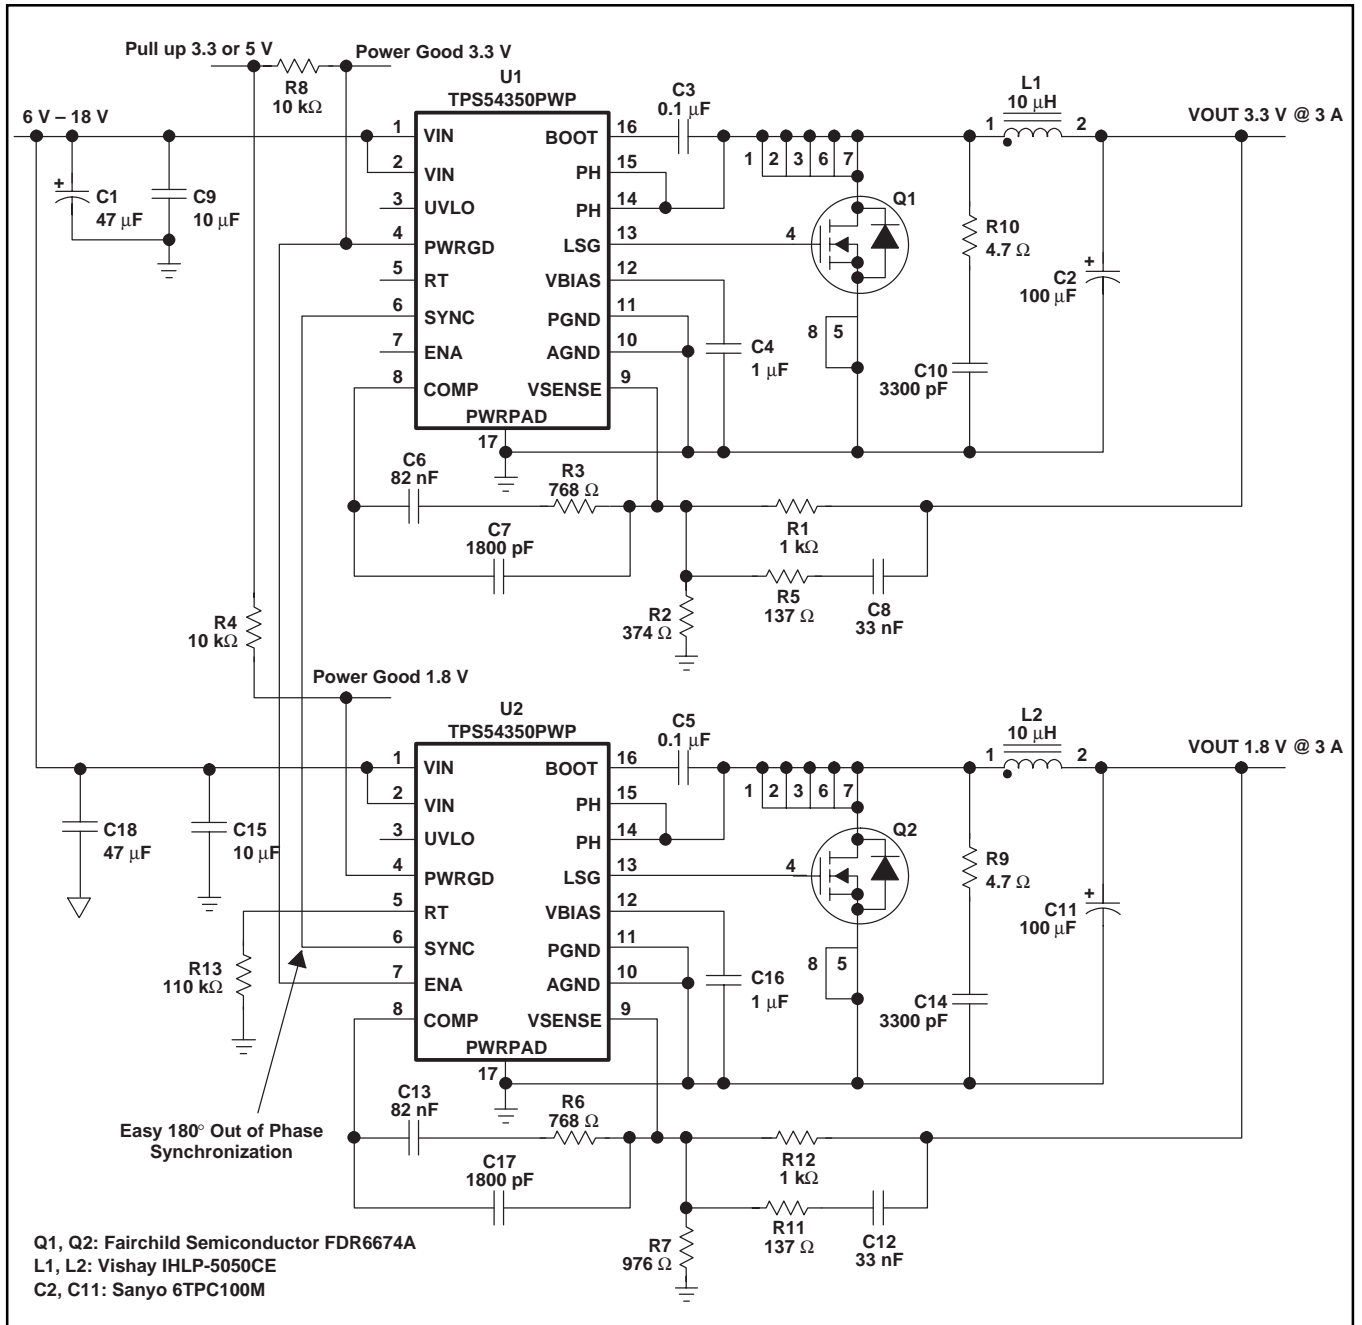 Pull up 3.3 or 5 V
Power Good 3.3 V
R8
10 kΩ
U1
TPS54350PWP
C3
0.1 μF
L1
10 μH
6 V – 18 V
1 VIN
2 VIN
3 UVLO
4 PWRGD
5 RT
6 SYNC
7 ENA
8 COMP
BOOT 16
PH 15
PH 14
LSG 13
VBIAS 12
PGND 11
AGND 10
VSENSE 9
PWRPAD
17
1 2 3 6 7
1 2
VOUT 3.3 V @ 3 A
+
C1
47 μF
C9
10 μF
Q1
4
8 5
R10
4.7 Ω
+
C2
100 μF
C4
1 μF
C10
3300 pF
C6
82 nF
R3
768 Ω
C7
1800 pF
R1
1 kΩ
R5
137 Ω
C8
33 nF
R2
374 Ω
R4
10 kΩ
Power Good 1.8 V
U2
TPS54350PWP
C5
0.1 μF
L2
10 μH
1 VIN
2 VIN
3 UVLO
4 PWRGD
5 RT
6 SYNC
7 ENA
8 COMP
BOOT 16
PH 15
PH 14
LSG 13
VBIAS 12
PGND 11
AGND 10
VSENSE 9
PWRPAD
17
1 2 3 6 7
1 2
VOUT 1.8 V @ 3 A
C18
47 μF
C15
10 μF
Q2
4
8 5
R9
4.7 Ω
+
C11
100 μF
R13
110 kΩ
C16
1 μF
C14
3300 pF
C13
82 nF
R6
768 Ω
C17
1800 pF
R12
1 kΩ
R11
137 Ω
C12
33 nF
R7
976 Ω
Easy 180° Out of Phase
Synchronization
Q1, Q2: Fairchild Semiconductor FDR6674A
L1, L2: Vishay IHLP-5050CE
C2, C11: Sanyo 6TPC100M